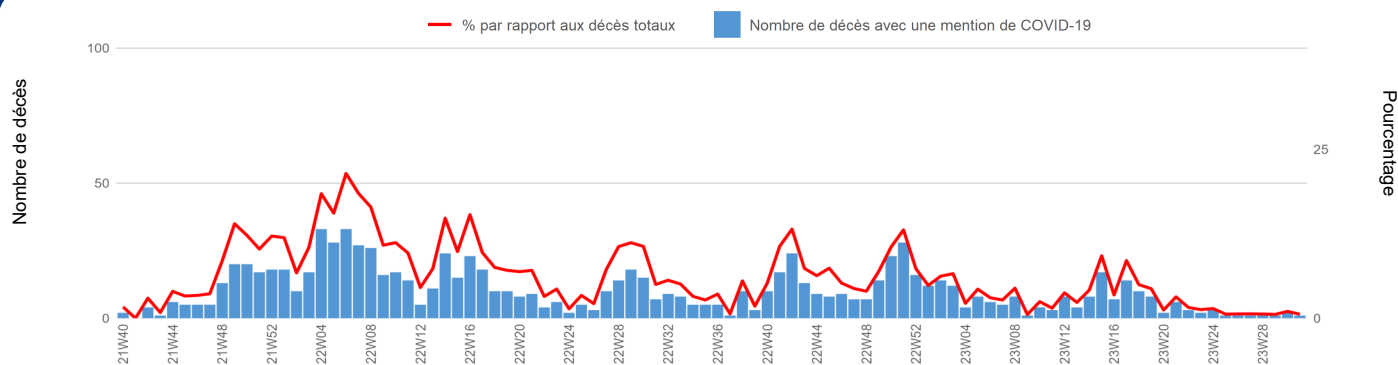 % par rapport aux décès totaux
Nombre de décès avec une mention de COVID-19
Nombre de décès
100
50
0
Pourcentage
25
0
21W40
21W44
21W48
21W52
22W04
22W08
22W12
22W16
22W20
22W24
22W28
22W32
22W36
22W40
22W44
22W48
22W52
23W04
23W08
23W12
23W16
23W20
23W24
23W28